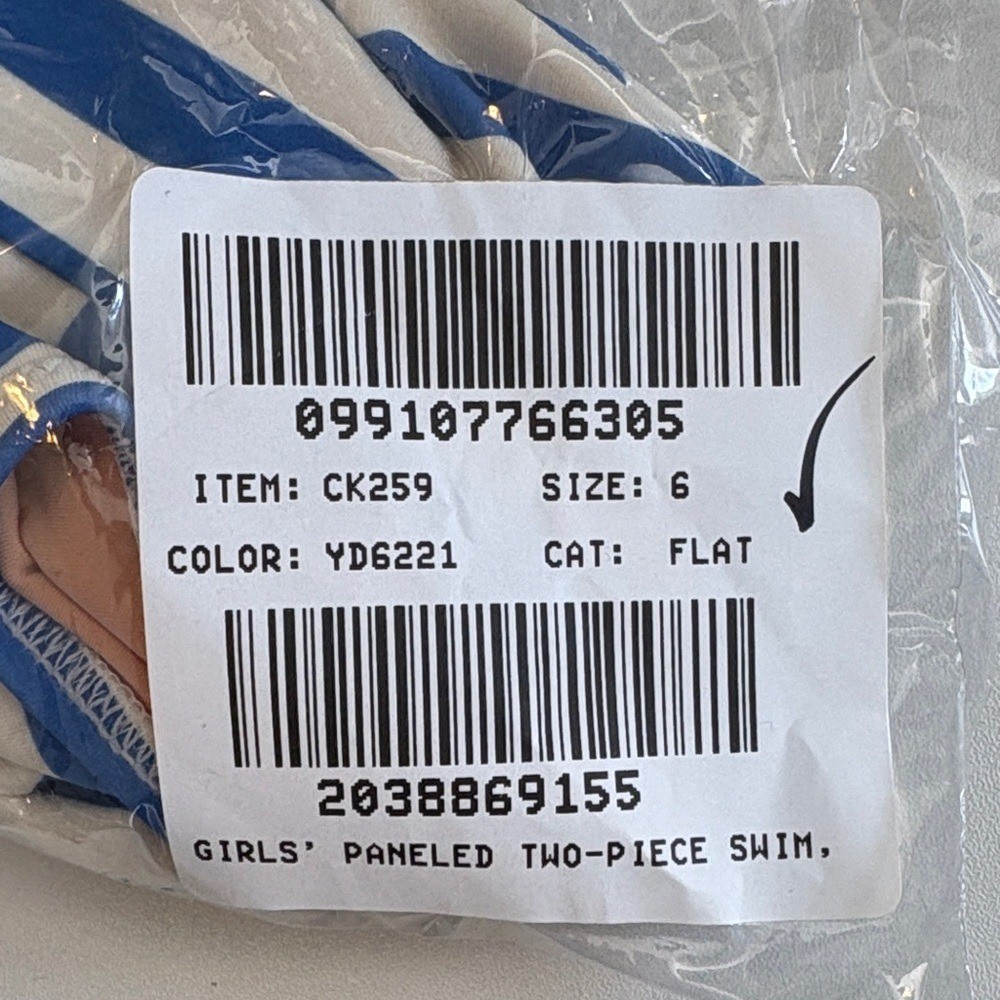 099107766305
ITEM: CK259 SIZE: 6
COLOR: YD6221 CAT: FLAT
2038869155
GIRLS' PANELED TWO-PIECE SWIM,